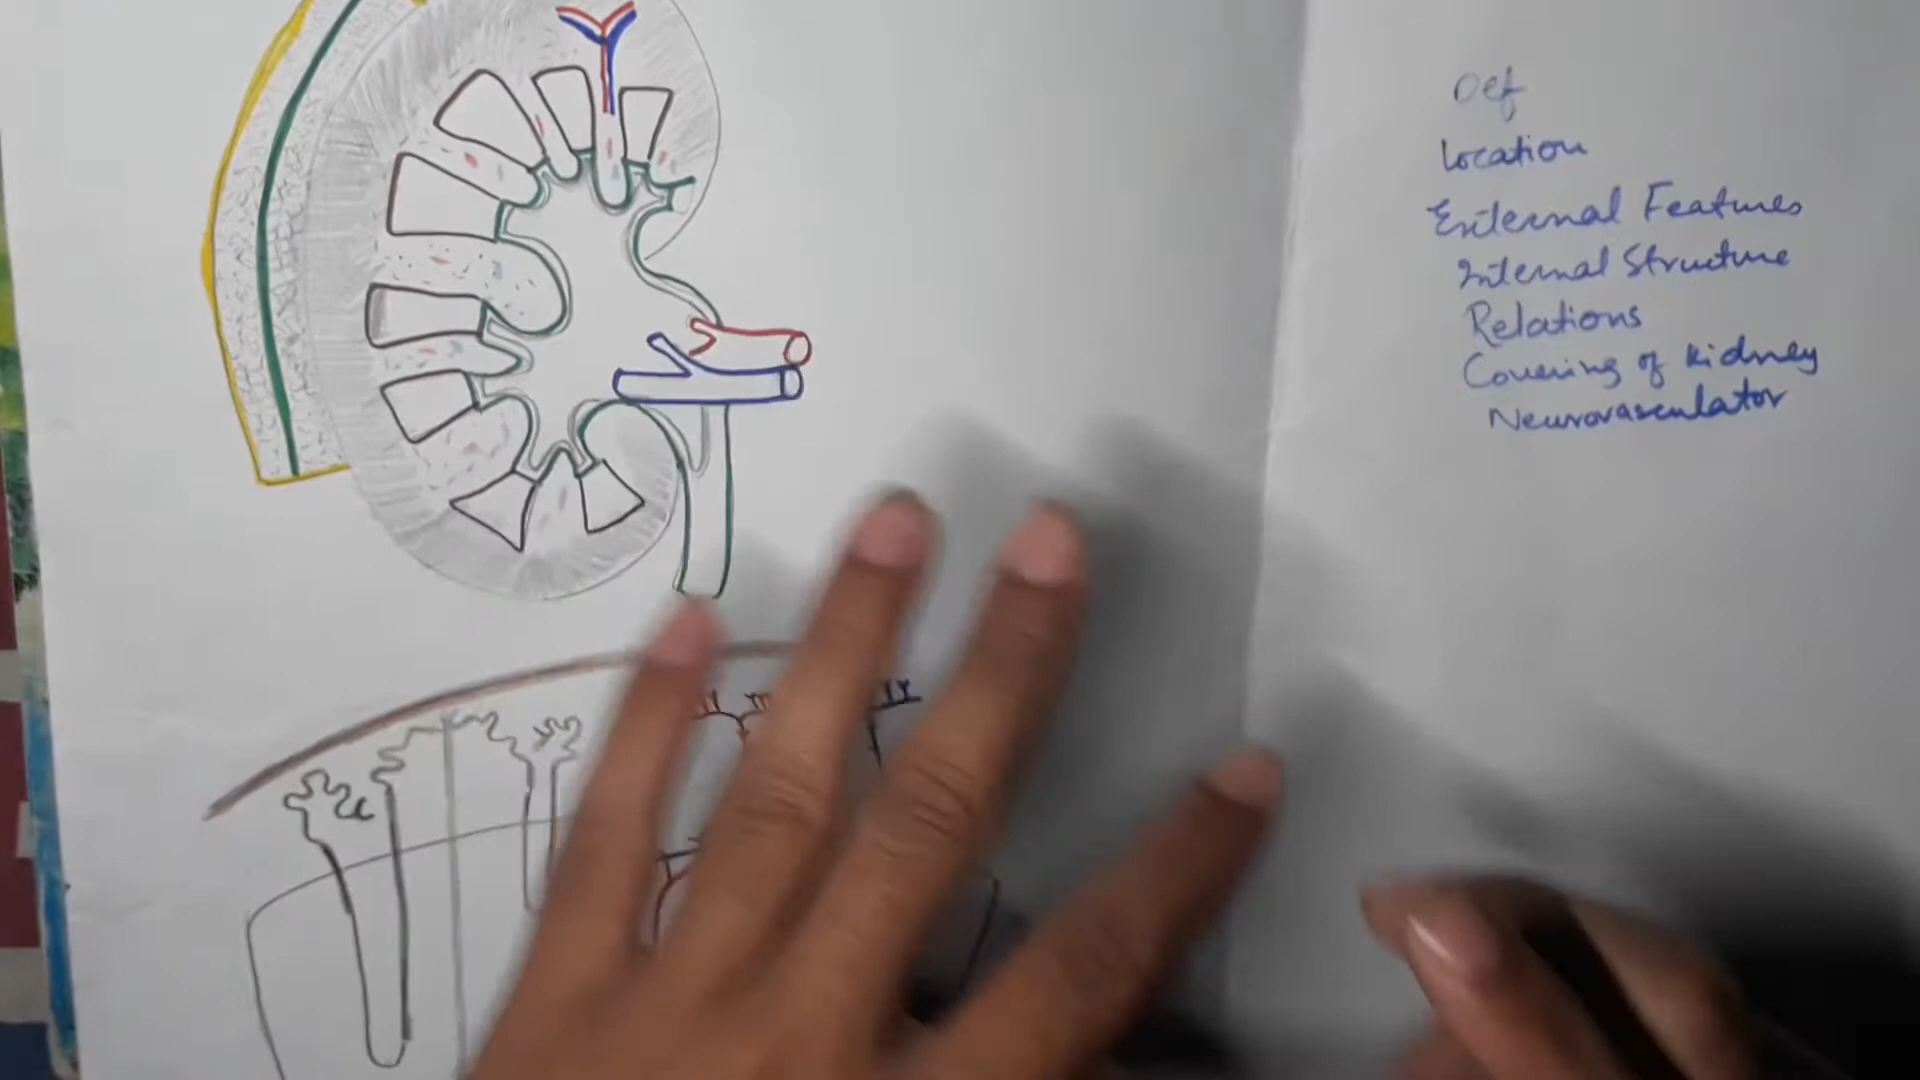 Def
Location
External Features
Internal Structure
Relations
Covering of kidney
Neurovasculator